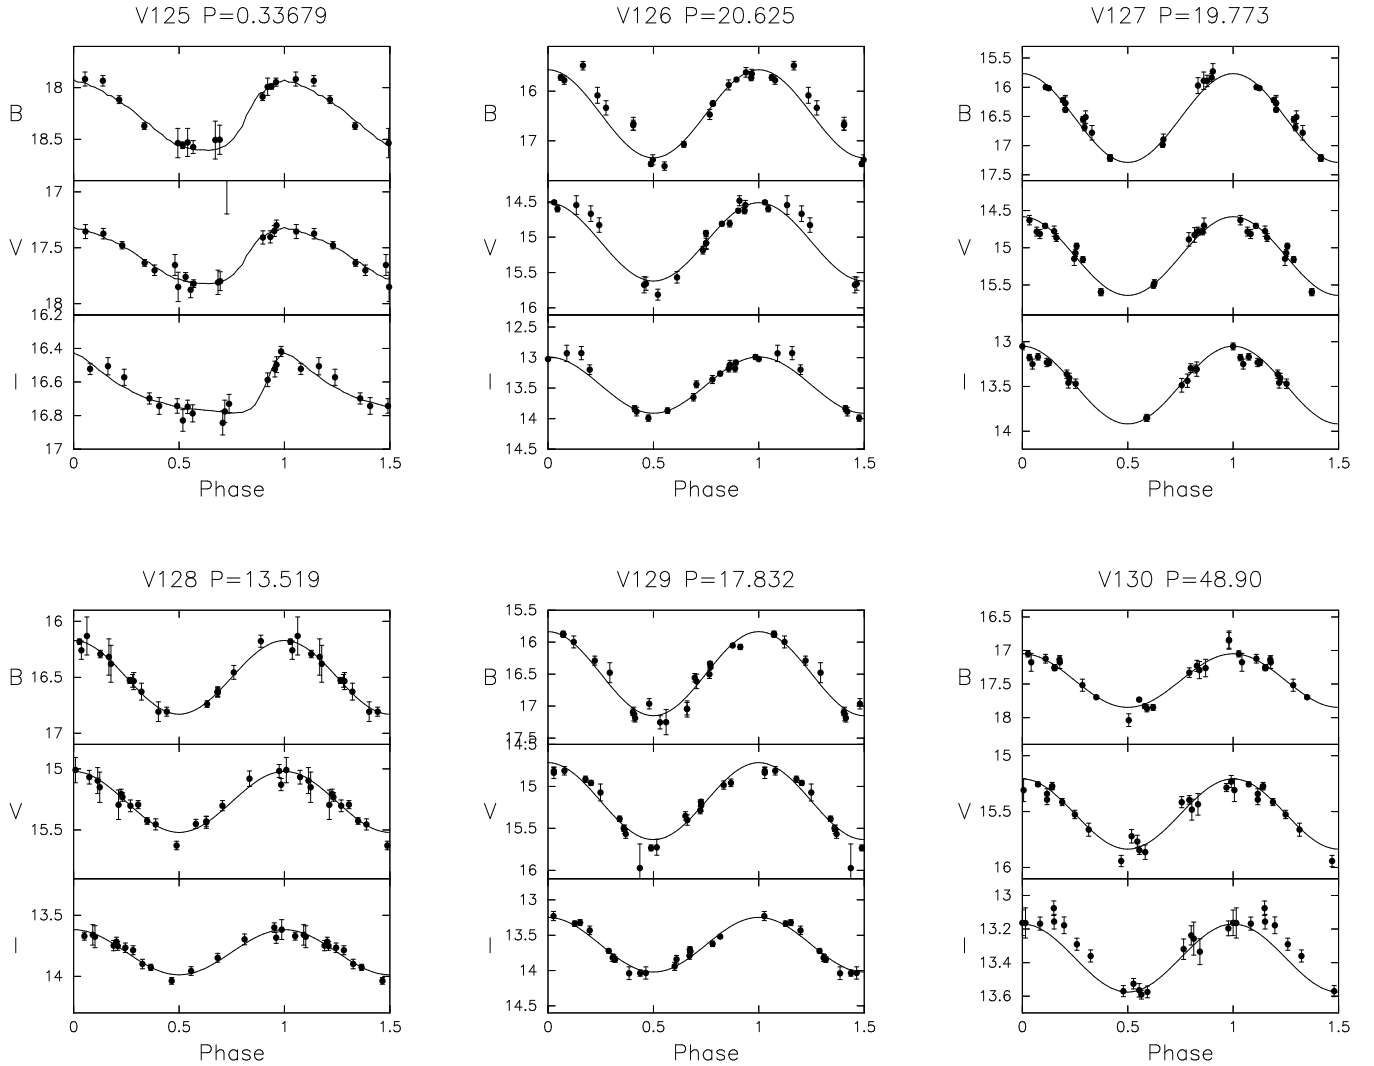 V125 P=0.33679
B
18
18.5
V
17
17.5
18
I
16.2
16.4
16.6
16.8
17
0 0.5 1 1.5
Phase
V126 P=20.625
B
16
17
V
14.5
15
15.5
16
I
12.5
13
13.5
14
14.5
0 0.5 1 1.5
Phase
V127 P=19.773
B
15.5
16
16.5
17
17.5
V
14.5
15
15.5
I
13
13.5
14
0 0.5 1 1.5
Phase
V128 P=13.519
B
16
16.5
17
V
15
15.5
I
13.5
14
0 0.5 1 1.5
Phase
V129 P=17.832
B
15.5
16
16.5
17
17.5
V
14.5
15
15.5
16
I
13
13.5
14
14.5
0 0.5 1 1.5
Phase
V130 P=48.90
B
16.5
17
17.5
18
V
15
15.5
16
I
13
13.2
13.4
13.6
0 0.5 1 1.5
Phase